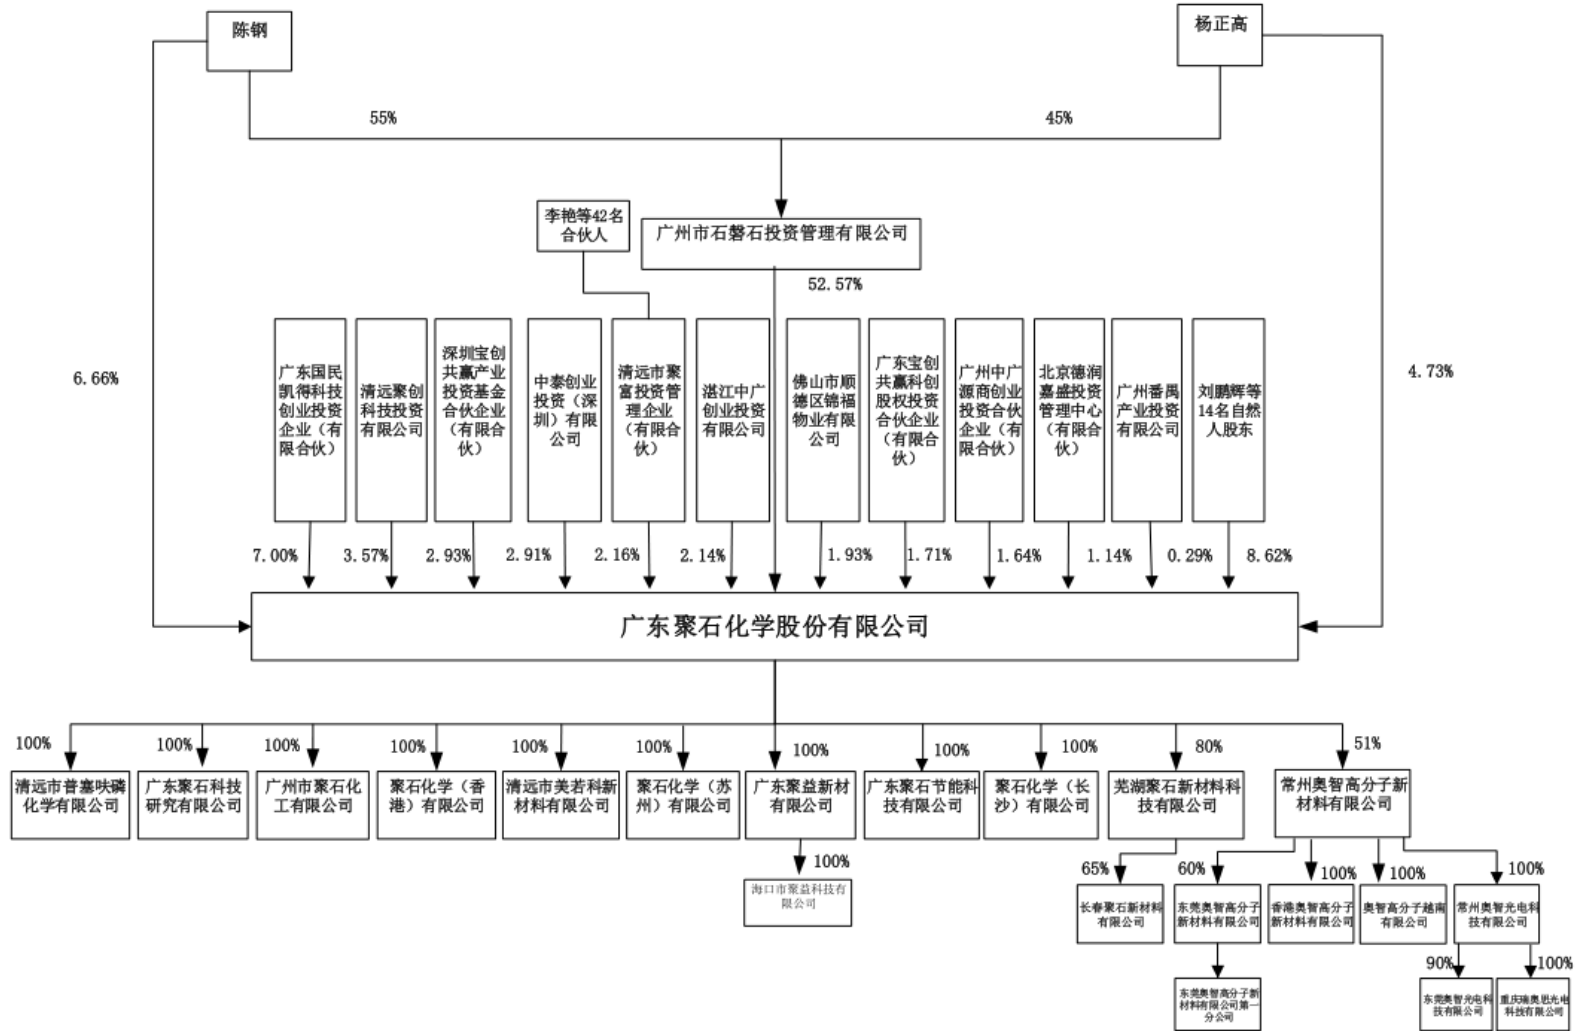 陈钢
杨正高
55%
45%
李艳等42名
合伙人
广州市石磐石投资管理有限公司
52.57%
6.66%
4.73%
广东国民
凯得科技
创业投资
企业（有
限合伙）
清远聚创
科技投资
有限公司
深圳宝创
共赢产业
投资基金
合伙企业
（有限合
伙）
中泰创业
投资（深
圳）有限
公司
清远市聚
富投资管
理企业
（有限合
伙）
湛江中广
创业投资
有限公司
佛山市顺
德区锦福
物业有限
公司
广东宝创
共赢科创
股权投资
合伙企业
（有限合
伙）
广州中广
源商创业
投资合伙
企业（有
限合伙）
北京德润
嘉盛投资
管理中心
（有限合
伙）
广州番禺
产业投资
有限公司
刘鹏辉等
14名自然
人股东
7.00%
3.57%
2.93%
2.91%
2.16%
2.14%
1.93%
1.71%
1.64%
1.14%
0.29%
8.62%
广东聚石化学股份有限公司
100%
100%
100%
100%
100%
100%
100%
100%
100%
80%
51%
清远市普塞呋磷
化学有限公司
广东聚石科技
研究有限公司
广州市聚石化
工有限公司
聚石化学（香
港）有限公司
清远市美若科新
材料有限公司
聚石化学（苏
州）有限公司
广东聚益新材
有限公司
广东聚石节能科
技有限公司
聚石化学（长
沙）有限公司
芜湖聚石新材料科
技有限公司
常州奥智高分子新
材料有限公司
100%
65%
60%
100%
100%
100%
海口市聚益科技有
限公司
长春聚石新材料
有限公司
东莞奥智高分子
新材料有限公司
香港奥智高分子
新材料有限公司
奥智高分子越南
有限公司
常州奥智光电科
技有限公司
90%
100%
东莞奥智高分子新
材料有限公司第一
分公司
东莞奥智光电科
技有限公司
重庆瑞奥思光电
科技有限公司